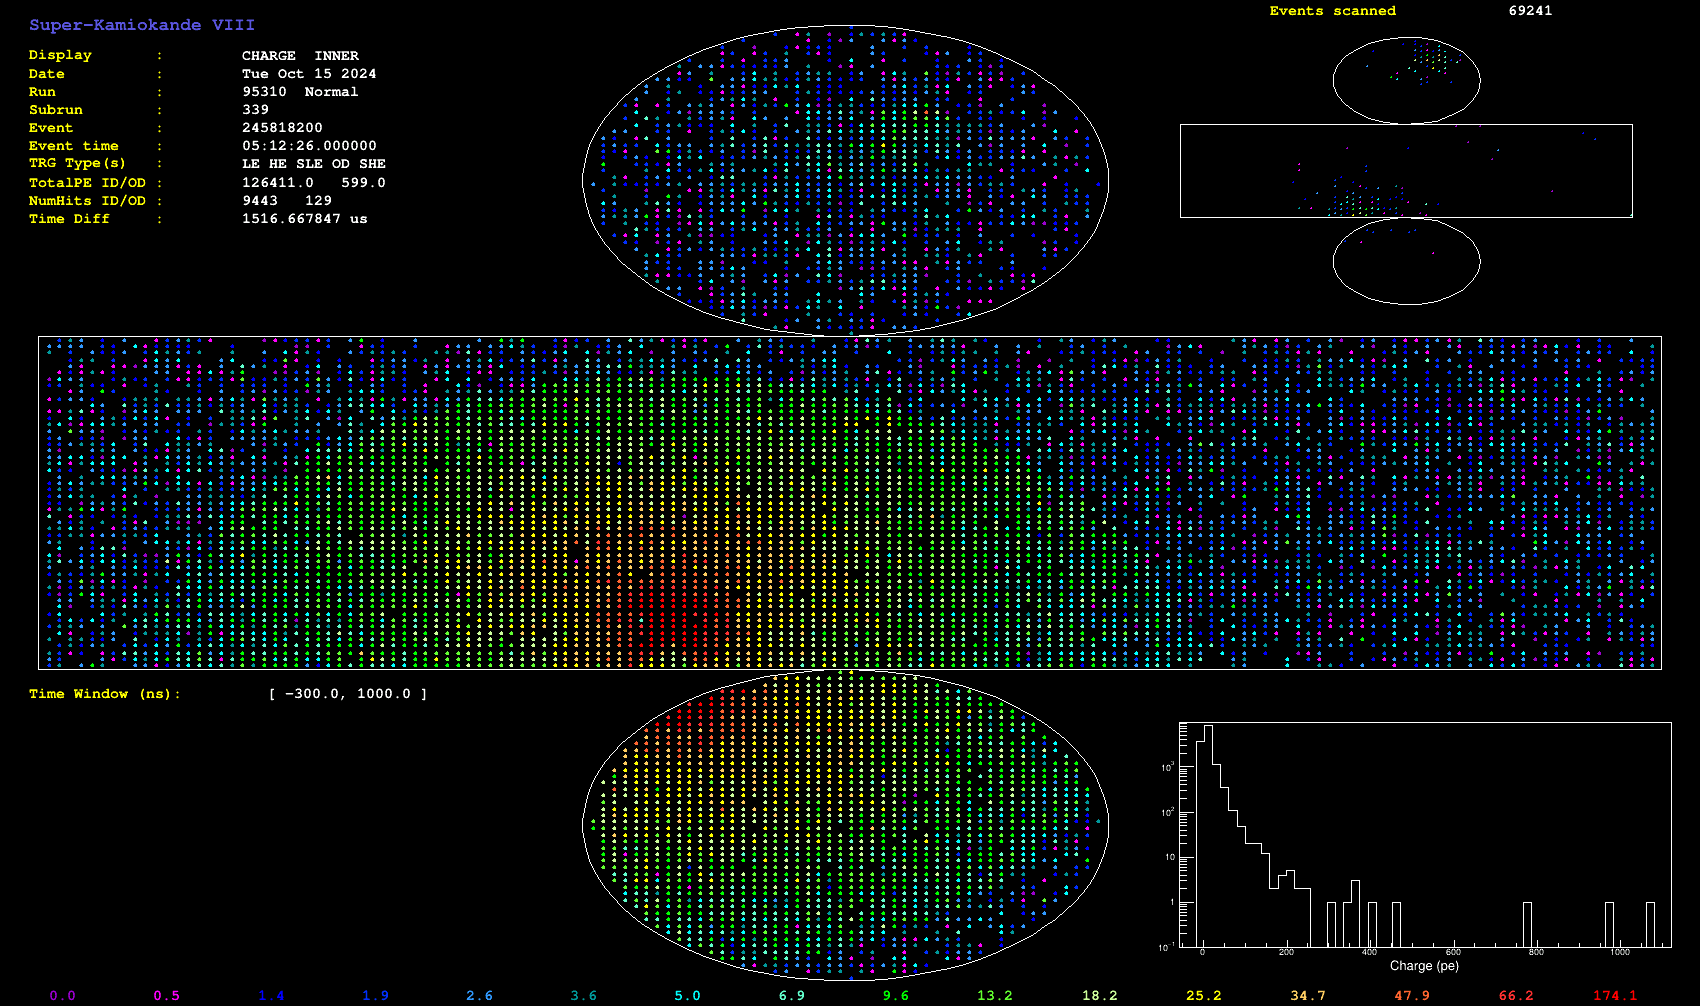 Super-Kamiokande VIII
Events scanned 69241
Display : CHARGE INNER
Date : Tue Oct 15 2024
Run : 95310 Normal
Subrun : 339
Event : 245818200
Event time : 05:12:26.000000
TRG Type(s) : LE HE SLE OD SHE
TotalPE ID/OD : 126411.0 599.0
NumHits ID/OD : 9443 129
Time Diff : 1516.667847 us
Time Window (ns): [ -300.0, 1000.0 ]
10³
10²
10
1
10⁻¹
0 200 400 600 800 1000
Charge (pe)
0.0 0.5 1.4 1.9 2.6 3.6 5.0 6.9 9.6 13.2 18.2 25.2 34.7 47.9 66.2 174.1